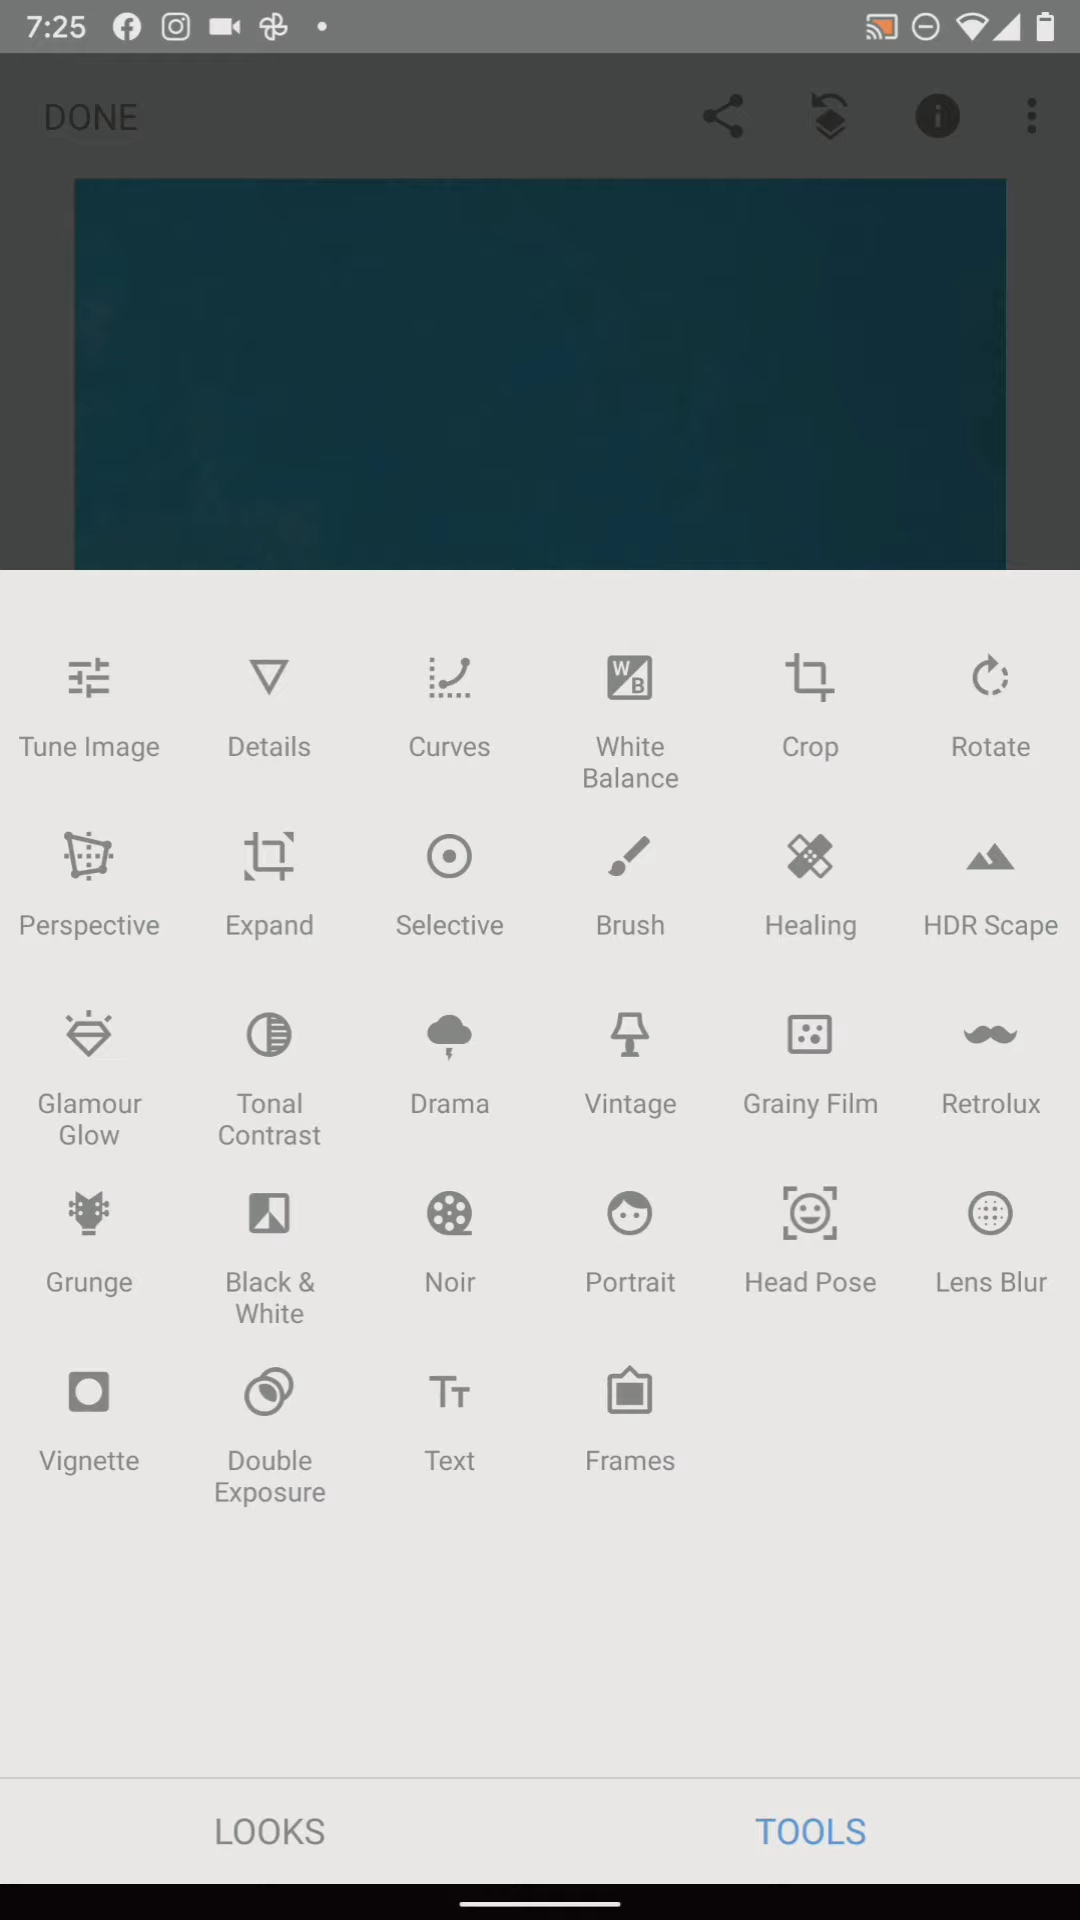 7:25
DONE
Tune Image
Details
Curves
White
Balance
Crop
Rotate
Perspective
Expand
Selective
Brush
Healing
HDR Scape
Glamour
Glow
Tonal
Contrast
Drama
Vintage
Grainy Film
Retrolux
Grunge
Black &
White
Noir
Portrait
Head Pose
Lens Blur
Vignette
Double
Exposure
Text
Frames
LOOKS
TOOLS